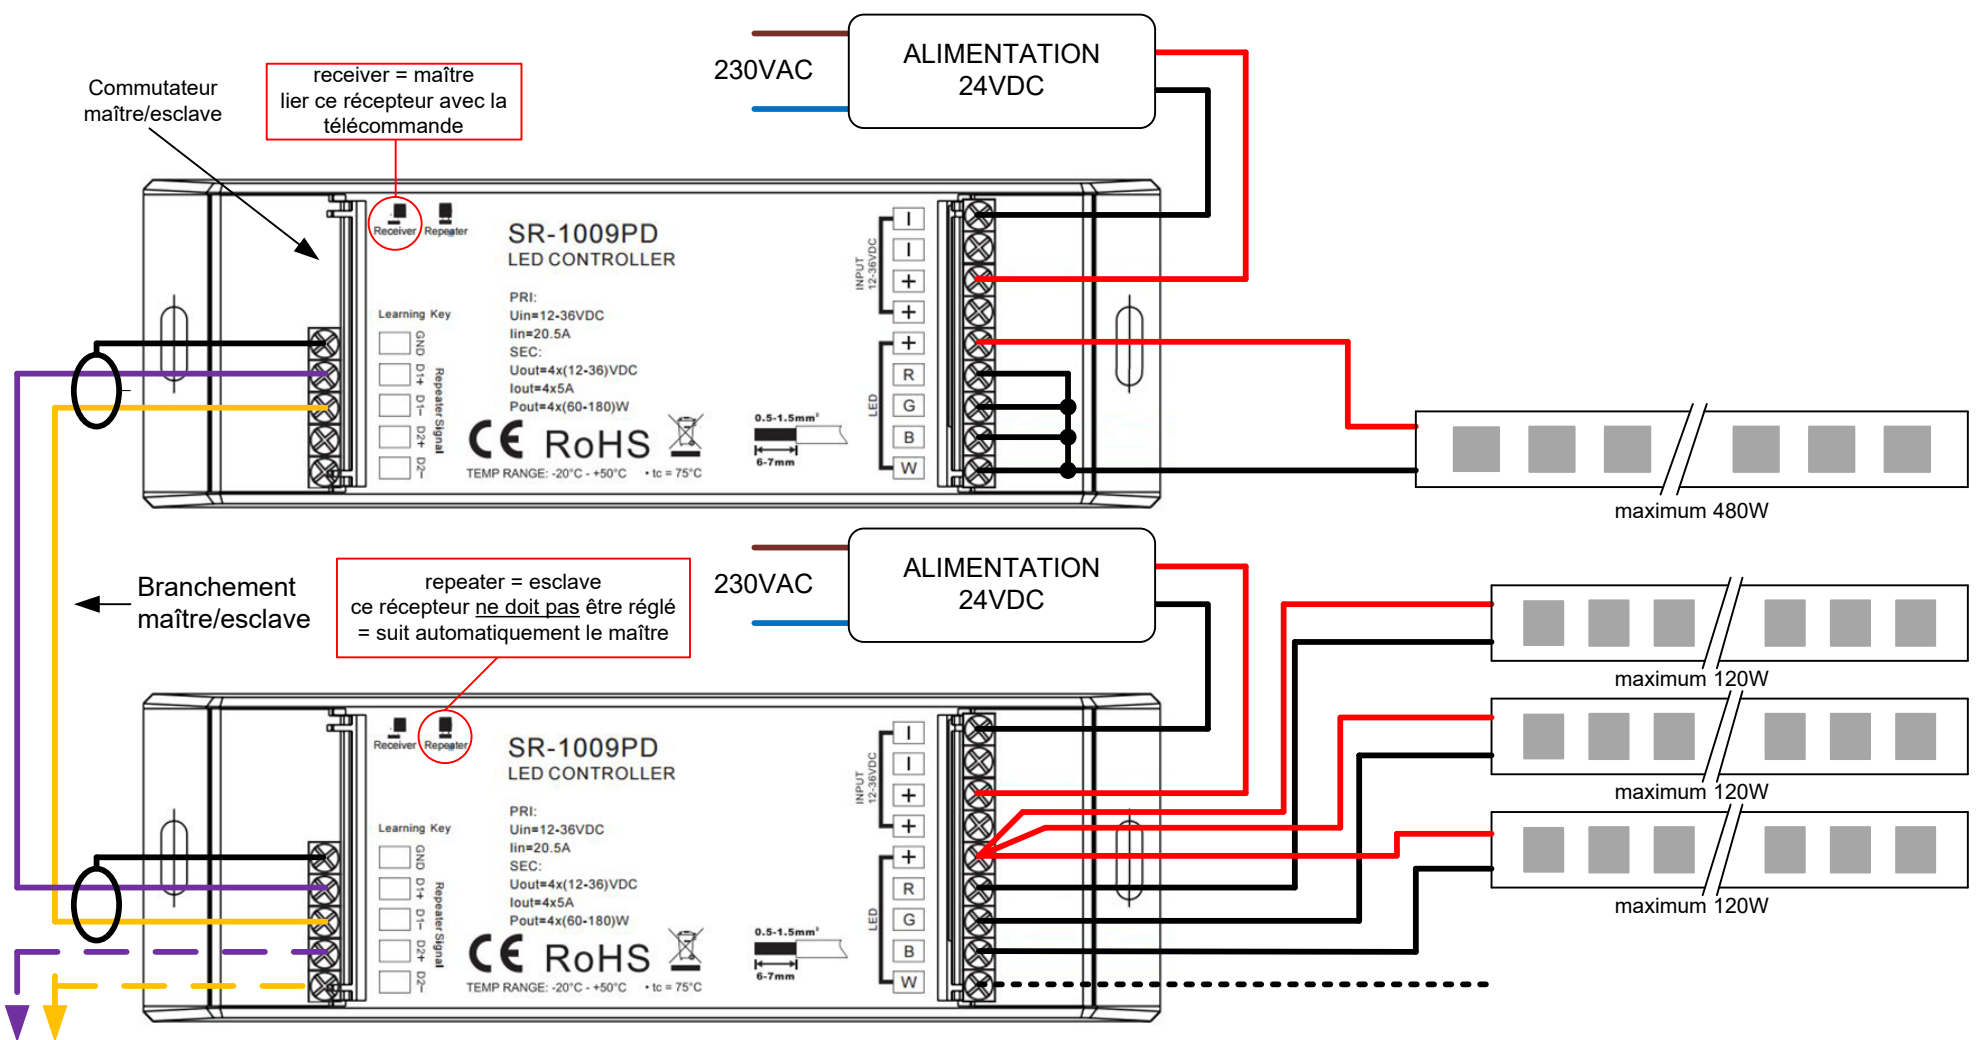 Commutateur
maître/esclave
receiver = maître
lier ce récepteur avec la
télécommande
230VAC
ALIMENTATION
24VDC
Receiver Repeater
SR-1009PD
LED CONTROLLER
PRI:
Uin=12-36VDC
Iin=20.5A
SEC:
Uout=4x(12-36)VDC
Iout=4x5A
Pout=4x(60-180)W
CE RoHS
TEMP RANGE: -20°C - +50°C • tc = 75°C
Learning Key
GND
D1+
D1-
D2+
D2-
Repeater Signal
0.5-1.5mm²
6-7mm
INPUT
12-36VDC
+
+
LED
+
R
G
B
W
maximum 480W
Branchement
maître/esclave
repeater = esclave
ce récepteur ne doit pas être réglé
= suit automatiquement le maître
230VAC
ALIMENTATION
24VDC
Receiver Repeater
SR-1009PD
LED CONTROLLER
PRI:
Uin=12-36VDC
Iin=20.5A
SEC:
Uout=4x(12-36)VDC
Iout=4x5A
Pout=4x(60-180)W
CE RoHS
TEMP RANGE: -20°C - +50°C • tc = 75°C
Learning Key
GND
D1+
D1-
D2+
D2-
Repeater Signal
0.5-1.5mm²
6-7mm
INPUT
12-36VDC
+
+
LED
+
R
G
B
W
maximum 120W
maximum 120W
maximum 120W